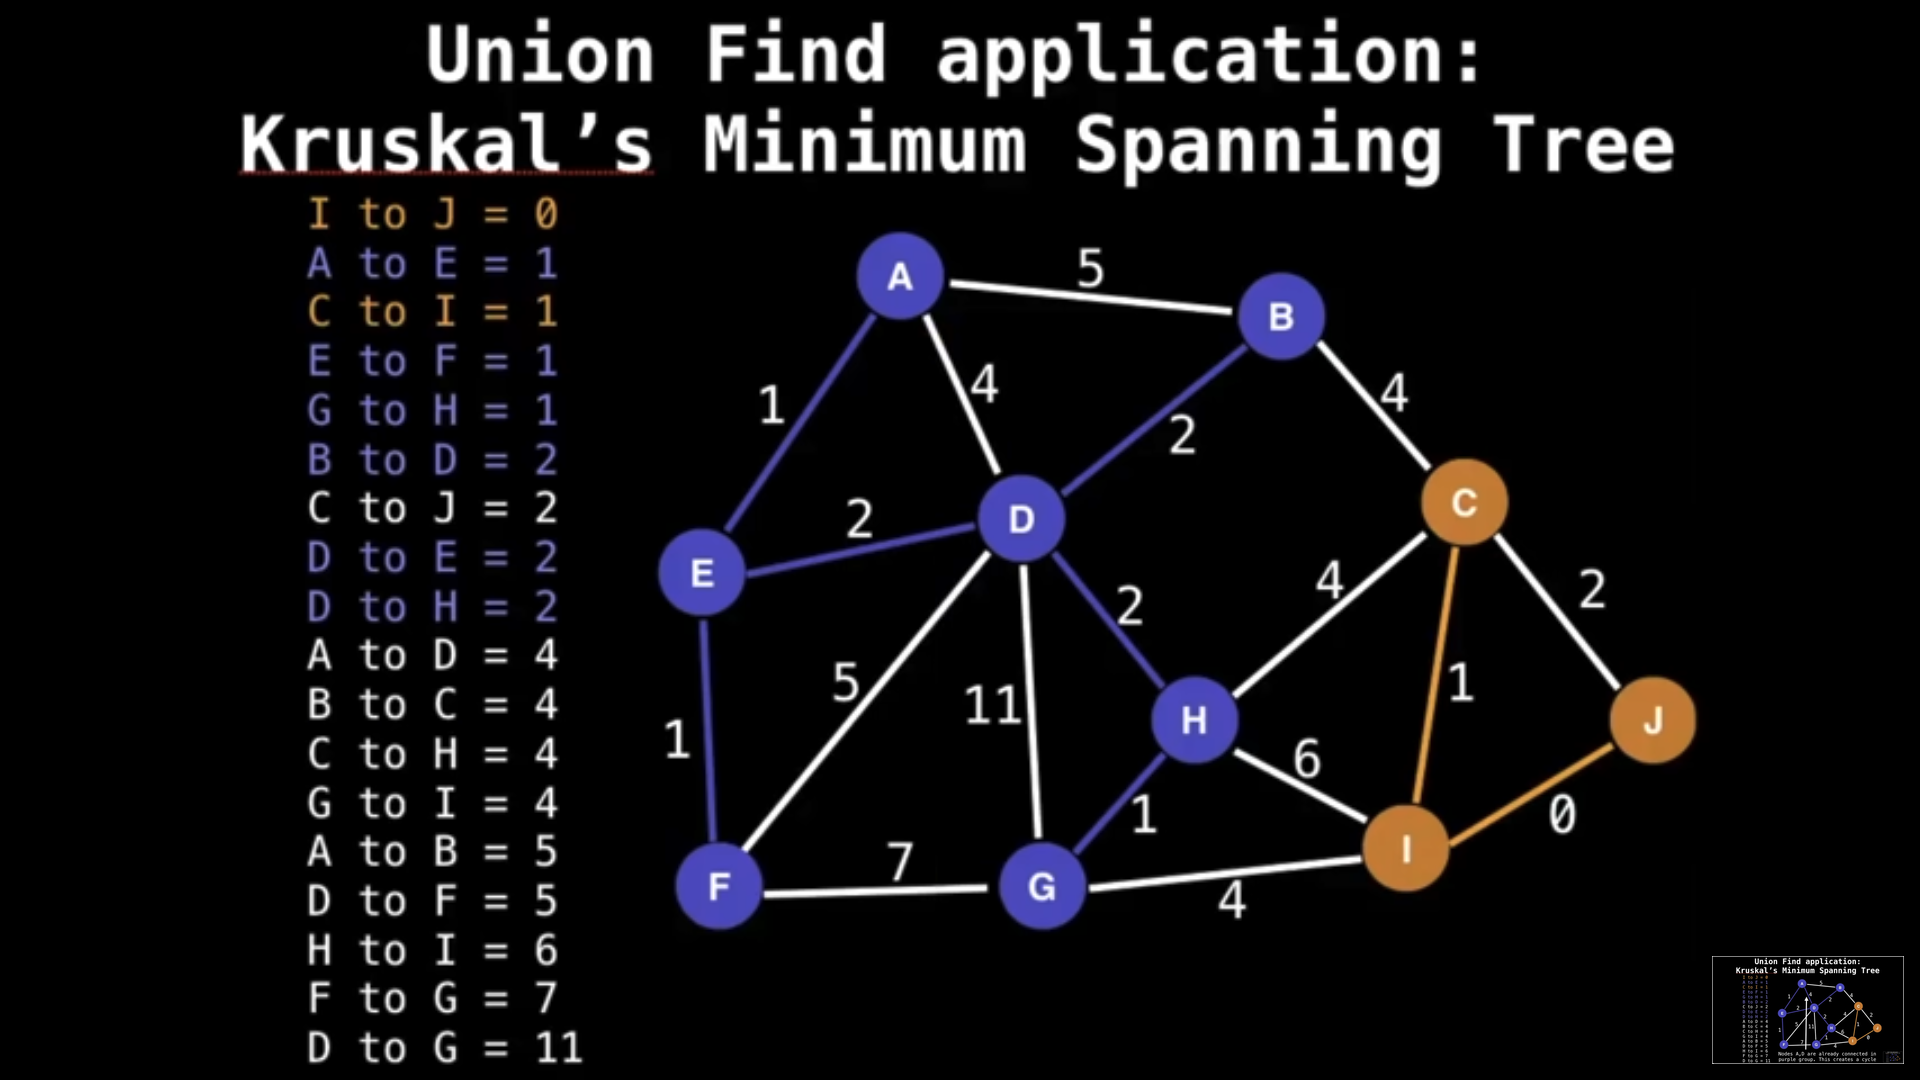 Union Find application:
Kruskal’s Minimum Spanning Tree
I to J = 0
A to E = 1
C to I = 1
E to F = 1
G to H = 1
B to D = 2
C to J = 2
D to E = 2
D to H = 2
A to D = 4
B to C = 4
C to H = 4
G to I = 4
A to B = 5
D to F = 5
H to I = 6
F to G = 7
D to G = 11
A
5
B
1
4
2
4
C
2
D
E
2
4
2
1
5
11
1
H
J
6
1
0
I
7
F
G
4
Union Find application:
Kruskal’s Minimum Spanning Tree
Nodes A,D are already connected in
purple group. This creates a cycle